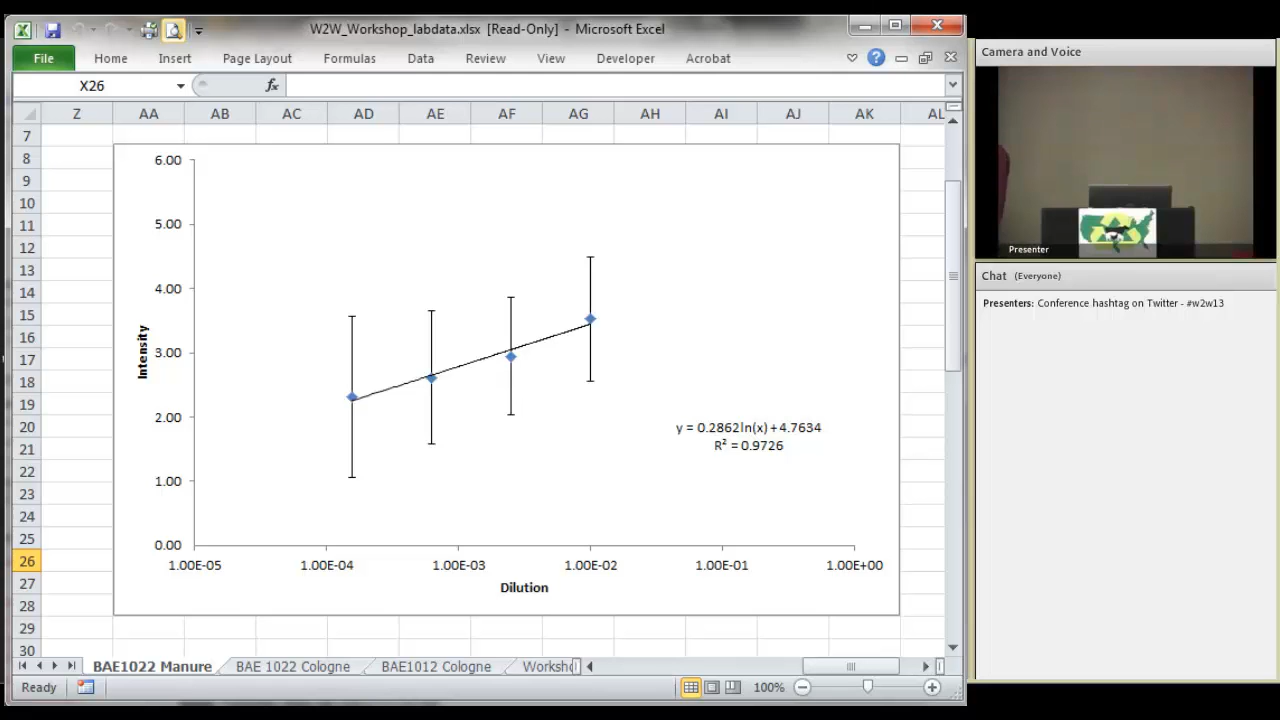 W2W_Workshop_labdata.xlsx [Read-Only] - Microsoft Excel
File Home Insert Page Layout Formulas Data Review View Developer Acrobat
X26 fx
Z AA AB AC AD AE AF AG AH AI AJ AK AL
7
8
9
10
11
12
13
14
15
16
17
18
19
20
21
22
23
24
25
26
27
28
29
30
6.00
5.00
4.00
3.00
2.00
1.00
0.00
Intensity
y = 0.2862ln(x) + 4.7634
R² = 0.9726
1.00E-05 1.00E-04 1.00E-03 1.00E-02 1.00E-01 1.00E+00
Dilution
BAE1022 Manure BAE 1022 Cologne BAE1012 Cologne Worksho
Ready 100%
Camera and Voice
Presenter
Chat (Everyone)
Presenters: Conference hashtag on Twitter - #w2w13